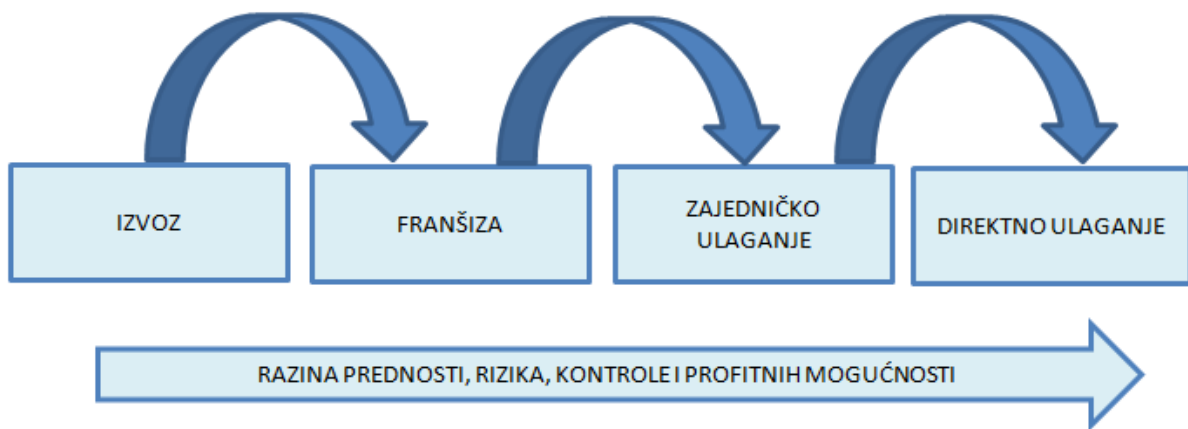 IZVOZ
FRANŠIZA
ZAJEDNIČKO
ULAGANJE
DIREKTNO ULAGANJE
RAZINA PREDNOSTI, RIZIKA, KONTROLE I PROFITNIH MOGUĆNOSTI